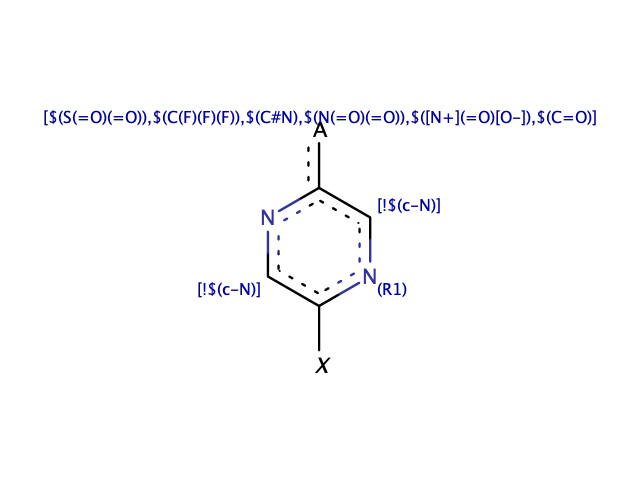 [$(S(=O)(=O)),$(C(F)(F)(F)),$(C#N),$(N(=O)(=O)),$([N+](=O)[O-]),$(C=O)]
A
[!$(c-N)]
N
N
(R1)
[!$(c-N)]
X